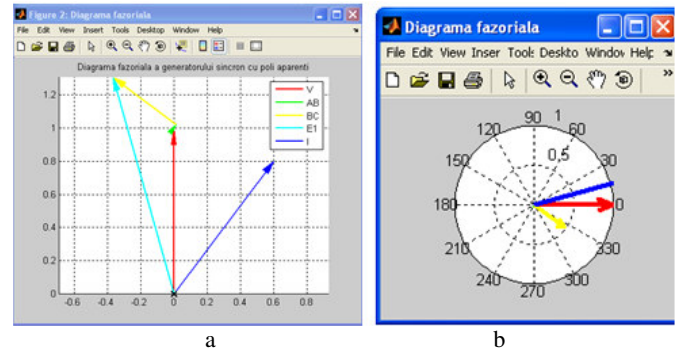 Figure 2: Diagrama fazoriala
File Edit View Insert Tools Desktop Window Help
Diagrama fazoriala a generatorului sincron cu poli aparenti
V
AB
BC
E1
I
1.2
1
0.8
0.6
0.4
0.2
0
-0.6 -0.4 -0.2 0 0.2 0.4 0.6 0.8
a
Diagrama fazoriala
File Edit View Inser Tools Deskto Window Help
90 1
120 60
0,5
150 30
180 0
210 330
240 300
270
b